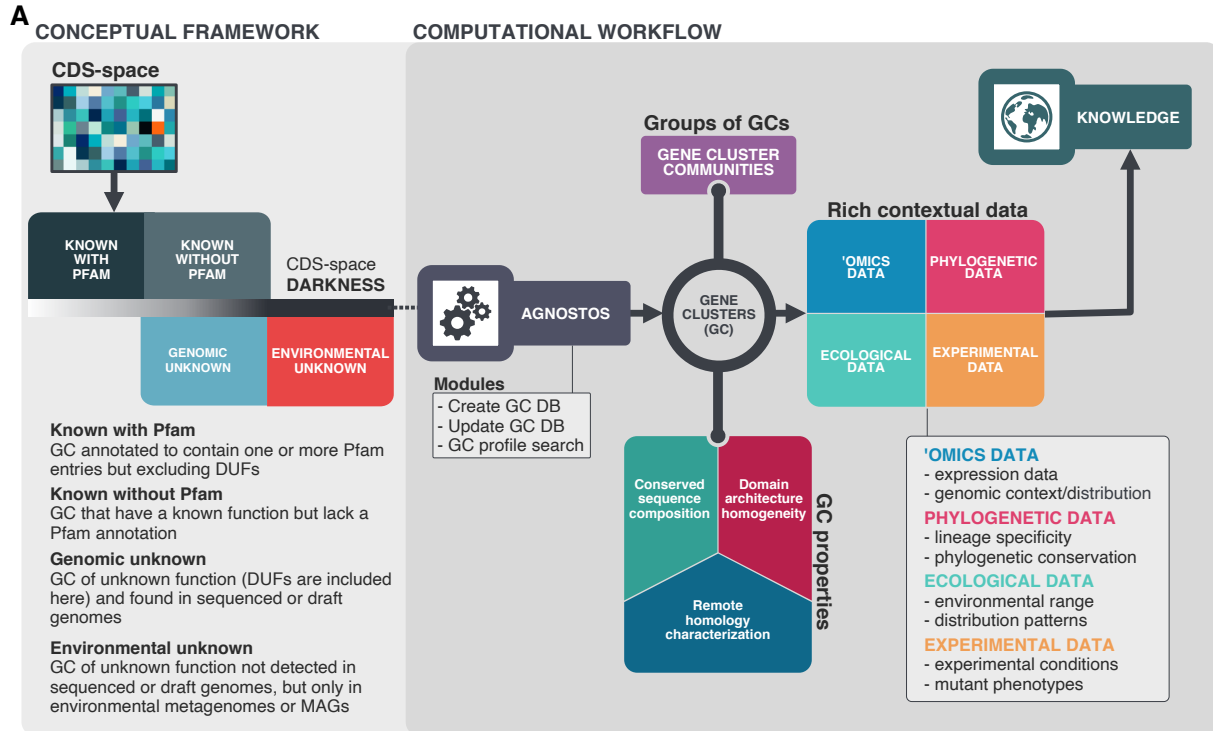 A
CONCEPTUAL FRAMEWORK
CDS-space
KNOWN
WITH
PFAM
KNOWN
WITHOUT
PFAM
CDS-space
DARKNESS
GENOMIC
UNKNOWN
ENVIRONMENTAL
UNKNOWN
Known with Pfam
GC annotated to contain one or more Pfam
entries but excluding DUFs
Known without Pfam
GC that have a known function but lack a
Pfam annotation
Genomic unknown
GC of unknown function (DUFs are included
here) and found in sequenced or draft
genomes
Environmental unknown
GC of unknown function not detected in
sequenced or draft genomes, but only in
environmental metagenomes or MAGs
COMPUTATIONAL WORKFLOW
AGNOSTOS
Modules
- Create GC DB
- Update GC DB
- GC profile search
Groups of GCs
GENE CLUSTER
COMMUNITIES
GENE
CLUSTERS
(GC)
Conserved
sequence
composition
Domain
architecture
homogeneity
Remote
homology
characterization
GC properties
Rich contextual data
'OMICS
DATA
PHYLOGENETIC
DATA
ECOLOGICAL
DATA
EXPERIMENTAL
DATA
KNOWLEDGE
'OMICS DATA
- expression data
- genomic context/distribution
PHYLOGENETIC DATA
- lineage specificity
- phylogenetic conservation
ECOLOGICAL DATA
- environmental range
- distribution patterns
EXPERIMENTAL DATA
- experimental conditions
- mutant phenotypes